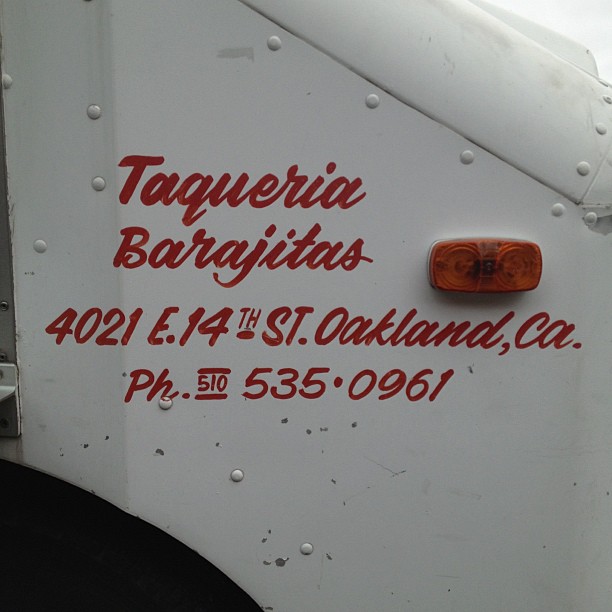 Taqueria
Barajitas
4021 E. 14TH ST. Oakland, Ca.
Ph. 510 535•0961